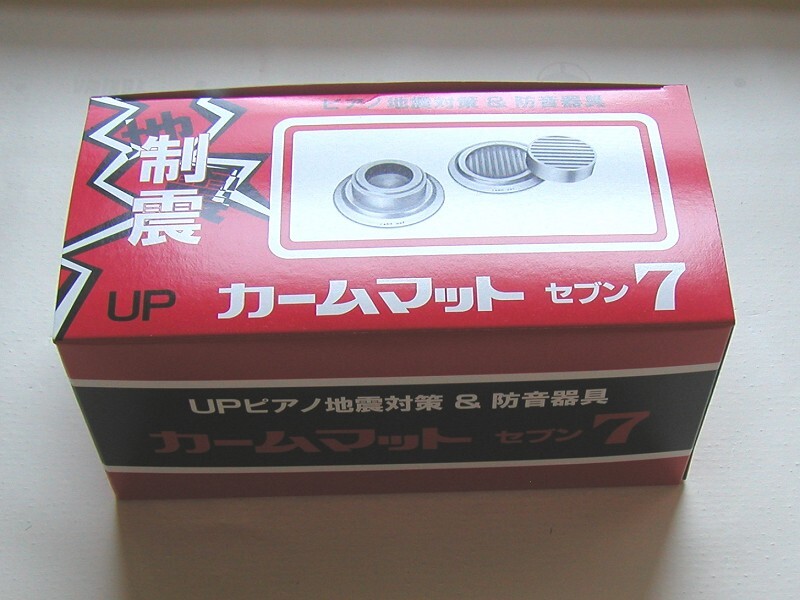 ピアノ地震対策 & 防音器具
制震
UP カームマット セブン7
UPピアノ地震対策 & 防音器具
カームマット セブン7